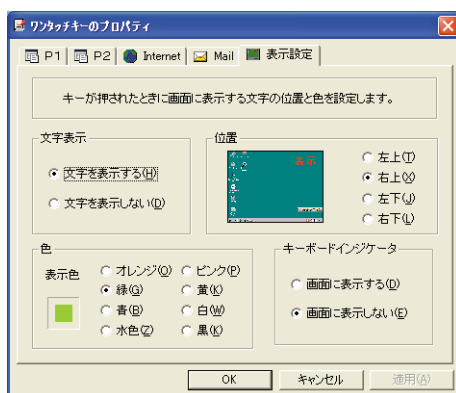 ワンタッチキーのプロパティ
P1 P2 Internet Mail 表示設定
キーが押されたときに画面に表示する文字の位置と色を設定します。
文字表示
文字を表示する(H)
文字を表示しない(D)
位置
表示
左上(T)
右上(X)
左下(J)
右下(L)
色
表示色
オレンジ(O) ピンク(P)
緑(G) 黄(K)
青(B) 白(W)
水色(Z) 黒(K)
キーボードインジケータ
画面に表示する(D)
画面に表示しない(E)
OK キャンセル 適用(A)